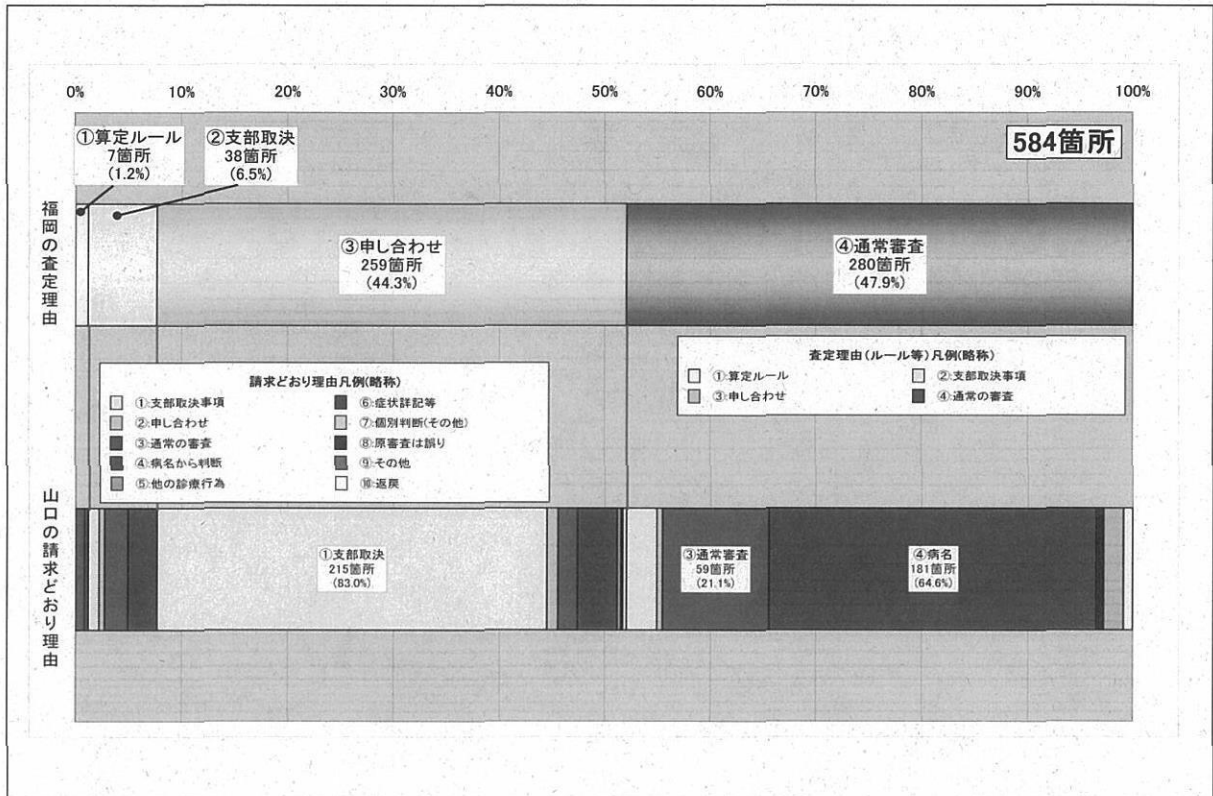 0% 10% 20% 30% 40% 50% 60% 70% 80% 90% 100%
584箇所
①算定ルール
7箇所
(1.2%)
②支部取決
38箇所
(6.5%)
福岡の査定理由
③申し合わせ
259箇所
(44.3%)
④通常審査
280箇所
(47.9%)
請求どおり理由凡例(略称)
①:支部取決事項
②:申し合わせ
③:通常の審査
④:病名から判断
⑤:他の診療行為
⑥:症状詳記等
⑦:個別判断(その他)
⑧:原審査は誤り
⑨:その他
⑩:返戻
査定理由(ルール等)凡例(略称)
①:算定ルール
②:支部取決事項
③:申し合わせ
④:通常の審査
山口の請求どおり理由
①支部取決
215箇所
(83.0%)
③通常審査
59箇所
(21.1%)
④病名
181箇所
(64.6%)